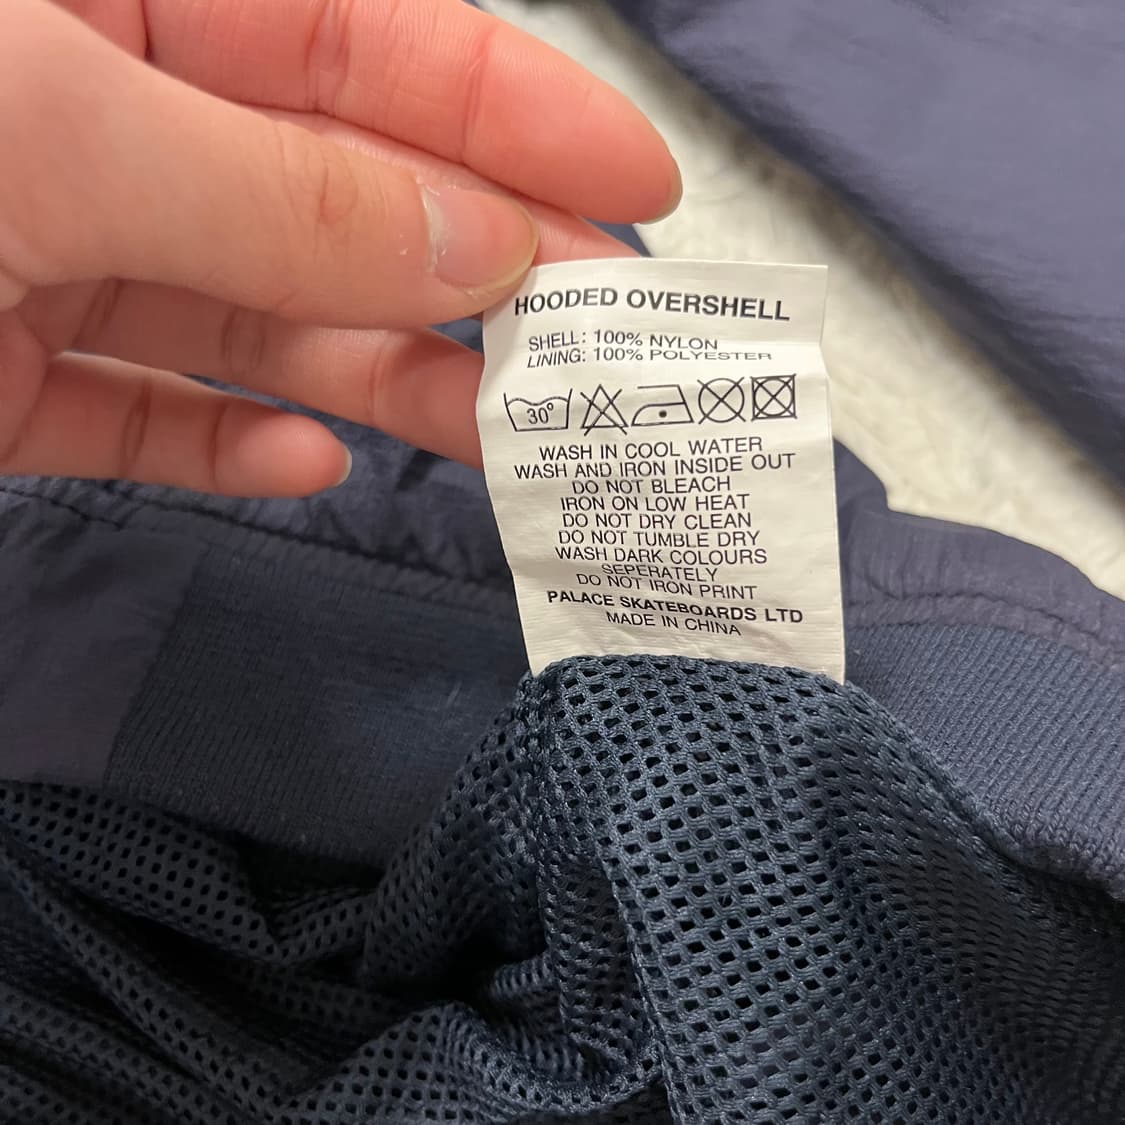 HOODED OVERSHELL
SHELL: 100% NYLON
LINING: 100% POLYESTER
30°
WASH IN COOL WATER
WASH AND IRON INSIDE OUT
DO NOT BLEACH
IRON ON LOW HEAT
DO NOT DRY CLEAN
DO NOT TUMBLE DRY
WASH DARK COLOURS
SEPERATELY
DO NOT IRON PRINT
PALACE SKATEBOARDS LTD
MADE IN CHINA